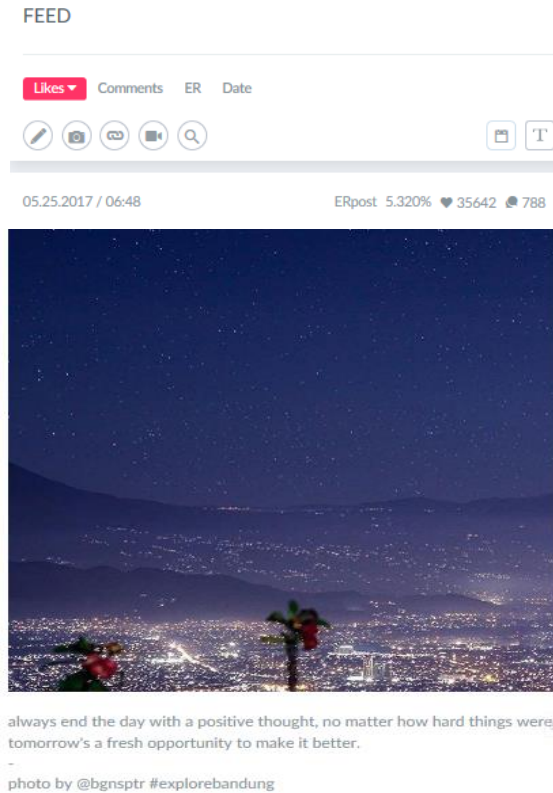 FEED
Likes Comments ER Date
T
05.25.2017 / 06:48 ERpost 5.320% 35642 788
always end the day with a positive thought, no matter how hard things were,
tomorrow's a fresh opportunity to make it better.
-
photo by @bgnsptr #explorebandung